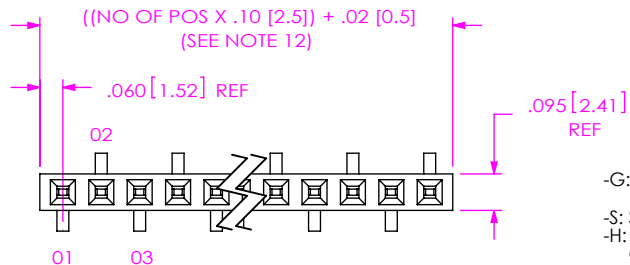 ((NO OF POS X .10 [2.5]) + .02 [0.5]
(SEE NOTE 12)
.060[1.52] REF
.095[2.41]
REF
02
-G:
-S:
-H:
01
03